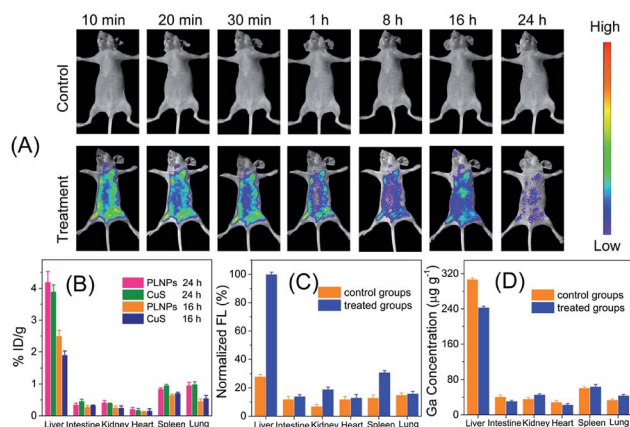 10 min 20 min 30 min 1 h 8 h 16 h 24 h
High
Control
(A)
Treatment
Low
(B)
PLNPs 24 h
CuS 24 h
PLNPs 16 h
CuS 16 h
% ID/g
4
3
2
1
0
Liver Intestine Kidney Heart Spleen Lung
(C)
control groups
treated groups
Normalized FL (%)
100
80
60
40
20
0
Liver Intestine Kidney Heart Spleen Lung
(D)
control groups
treated groups
Ga Concentration (μg g⁻¹)
360
240
120
0
Liver Intestine Kidney Heart Spleen Lung